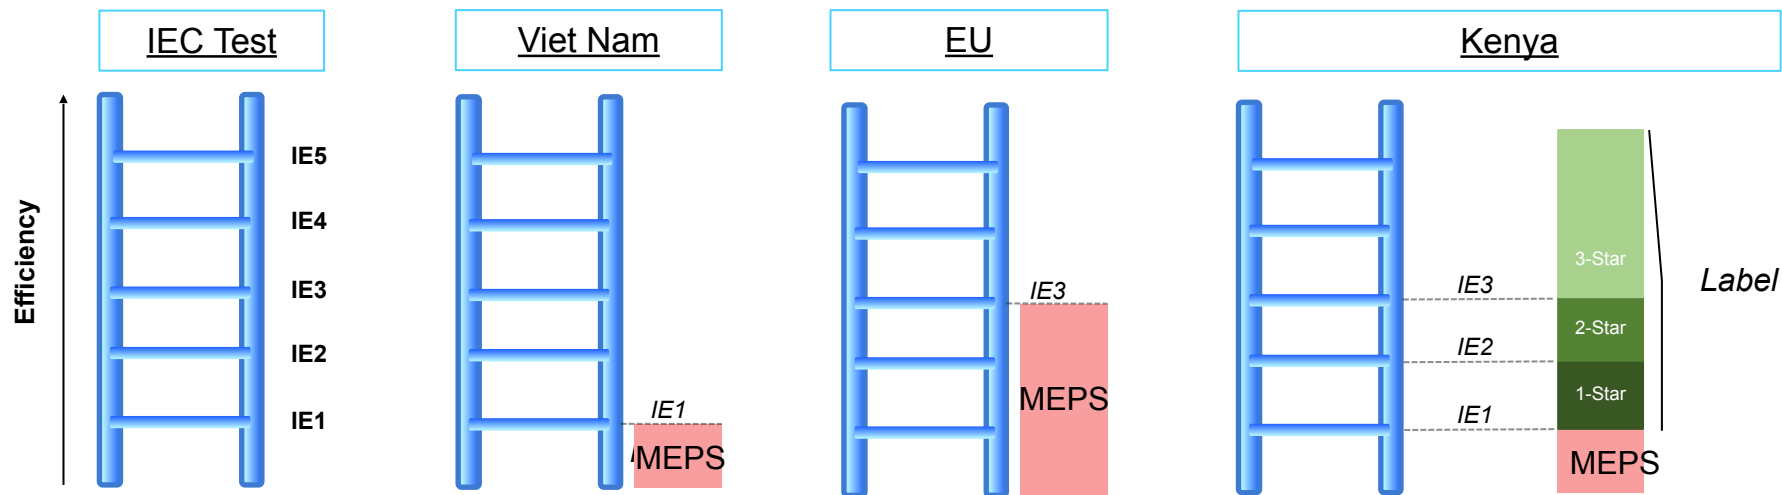 IEC Test
Viet Nam
EU
Kenya
Efficiency
IE5
IE4
IE3
IE2
IE1
IE1
MEPS
IE3
MEPS
IE3
IE2
IE1
3-Star
2-Star
1-Star
MEPS
Label